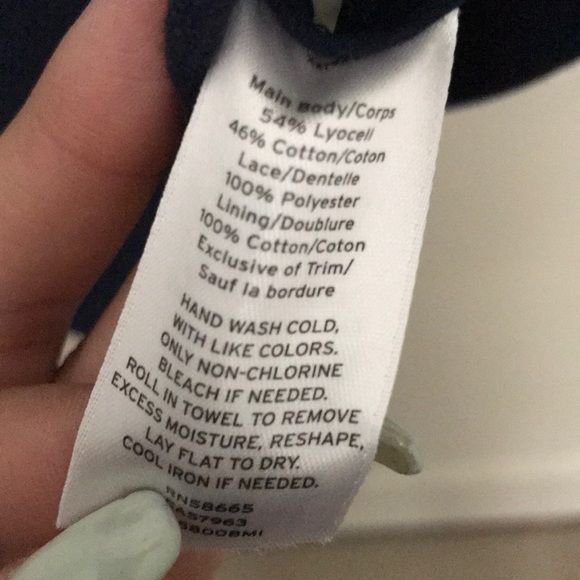 Main Body/Corps
54% Lyocell
46% Cotton/Coton
Lace/Dentelle
100% Polyester
Lining/Doublure
100% Cotton/Coton
Exclusive of Trim/
Sauf la bordure
HAND WASH COLD,
WITH LIKE COLORS.
ONLY NON-CHLORINE
BLEACH IF NEEDED.
ROLL IN TOWEL TO REMOVE
EXCESS MOISTURE, RESHAPE,
LAY FLAT TO DRY.
COOL IRON IF NEEDED.
RN58665